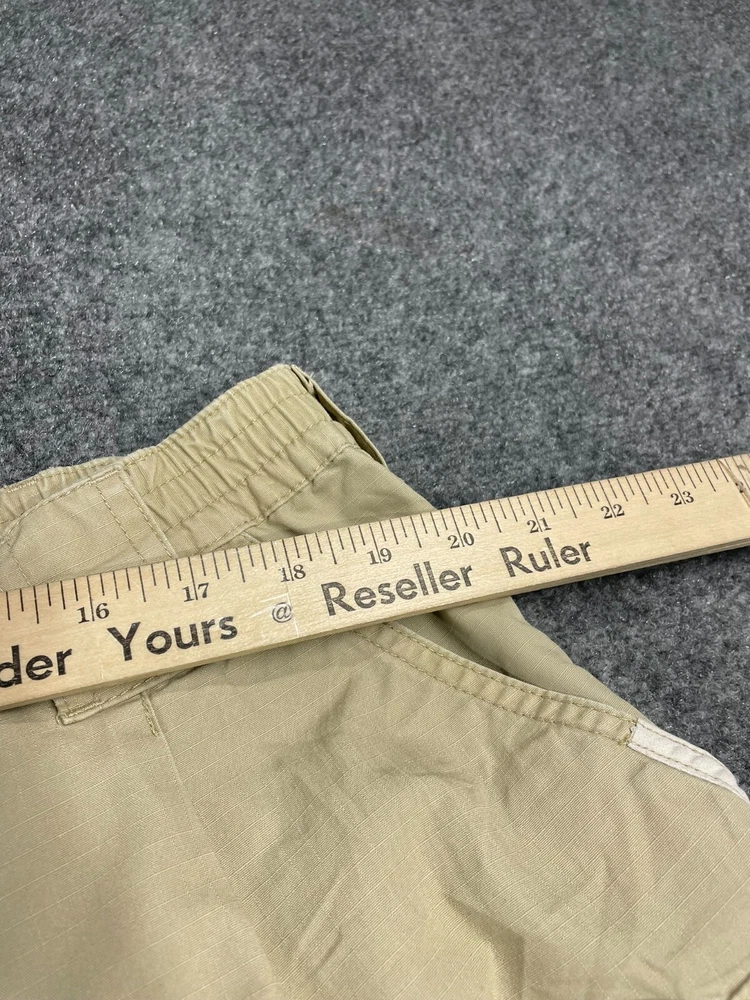 16 17 18 19 20 21 22 23
der Yours @ Reseller Ruler